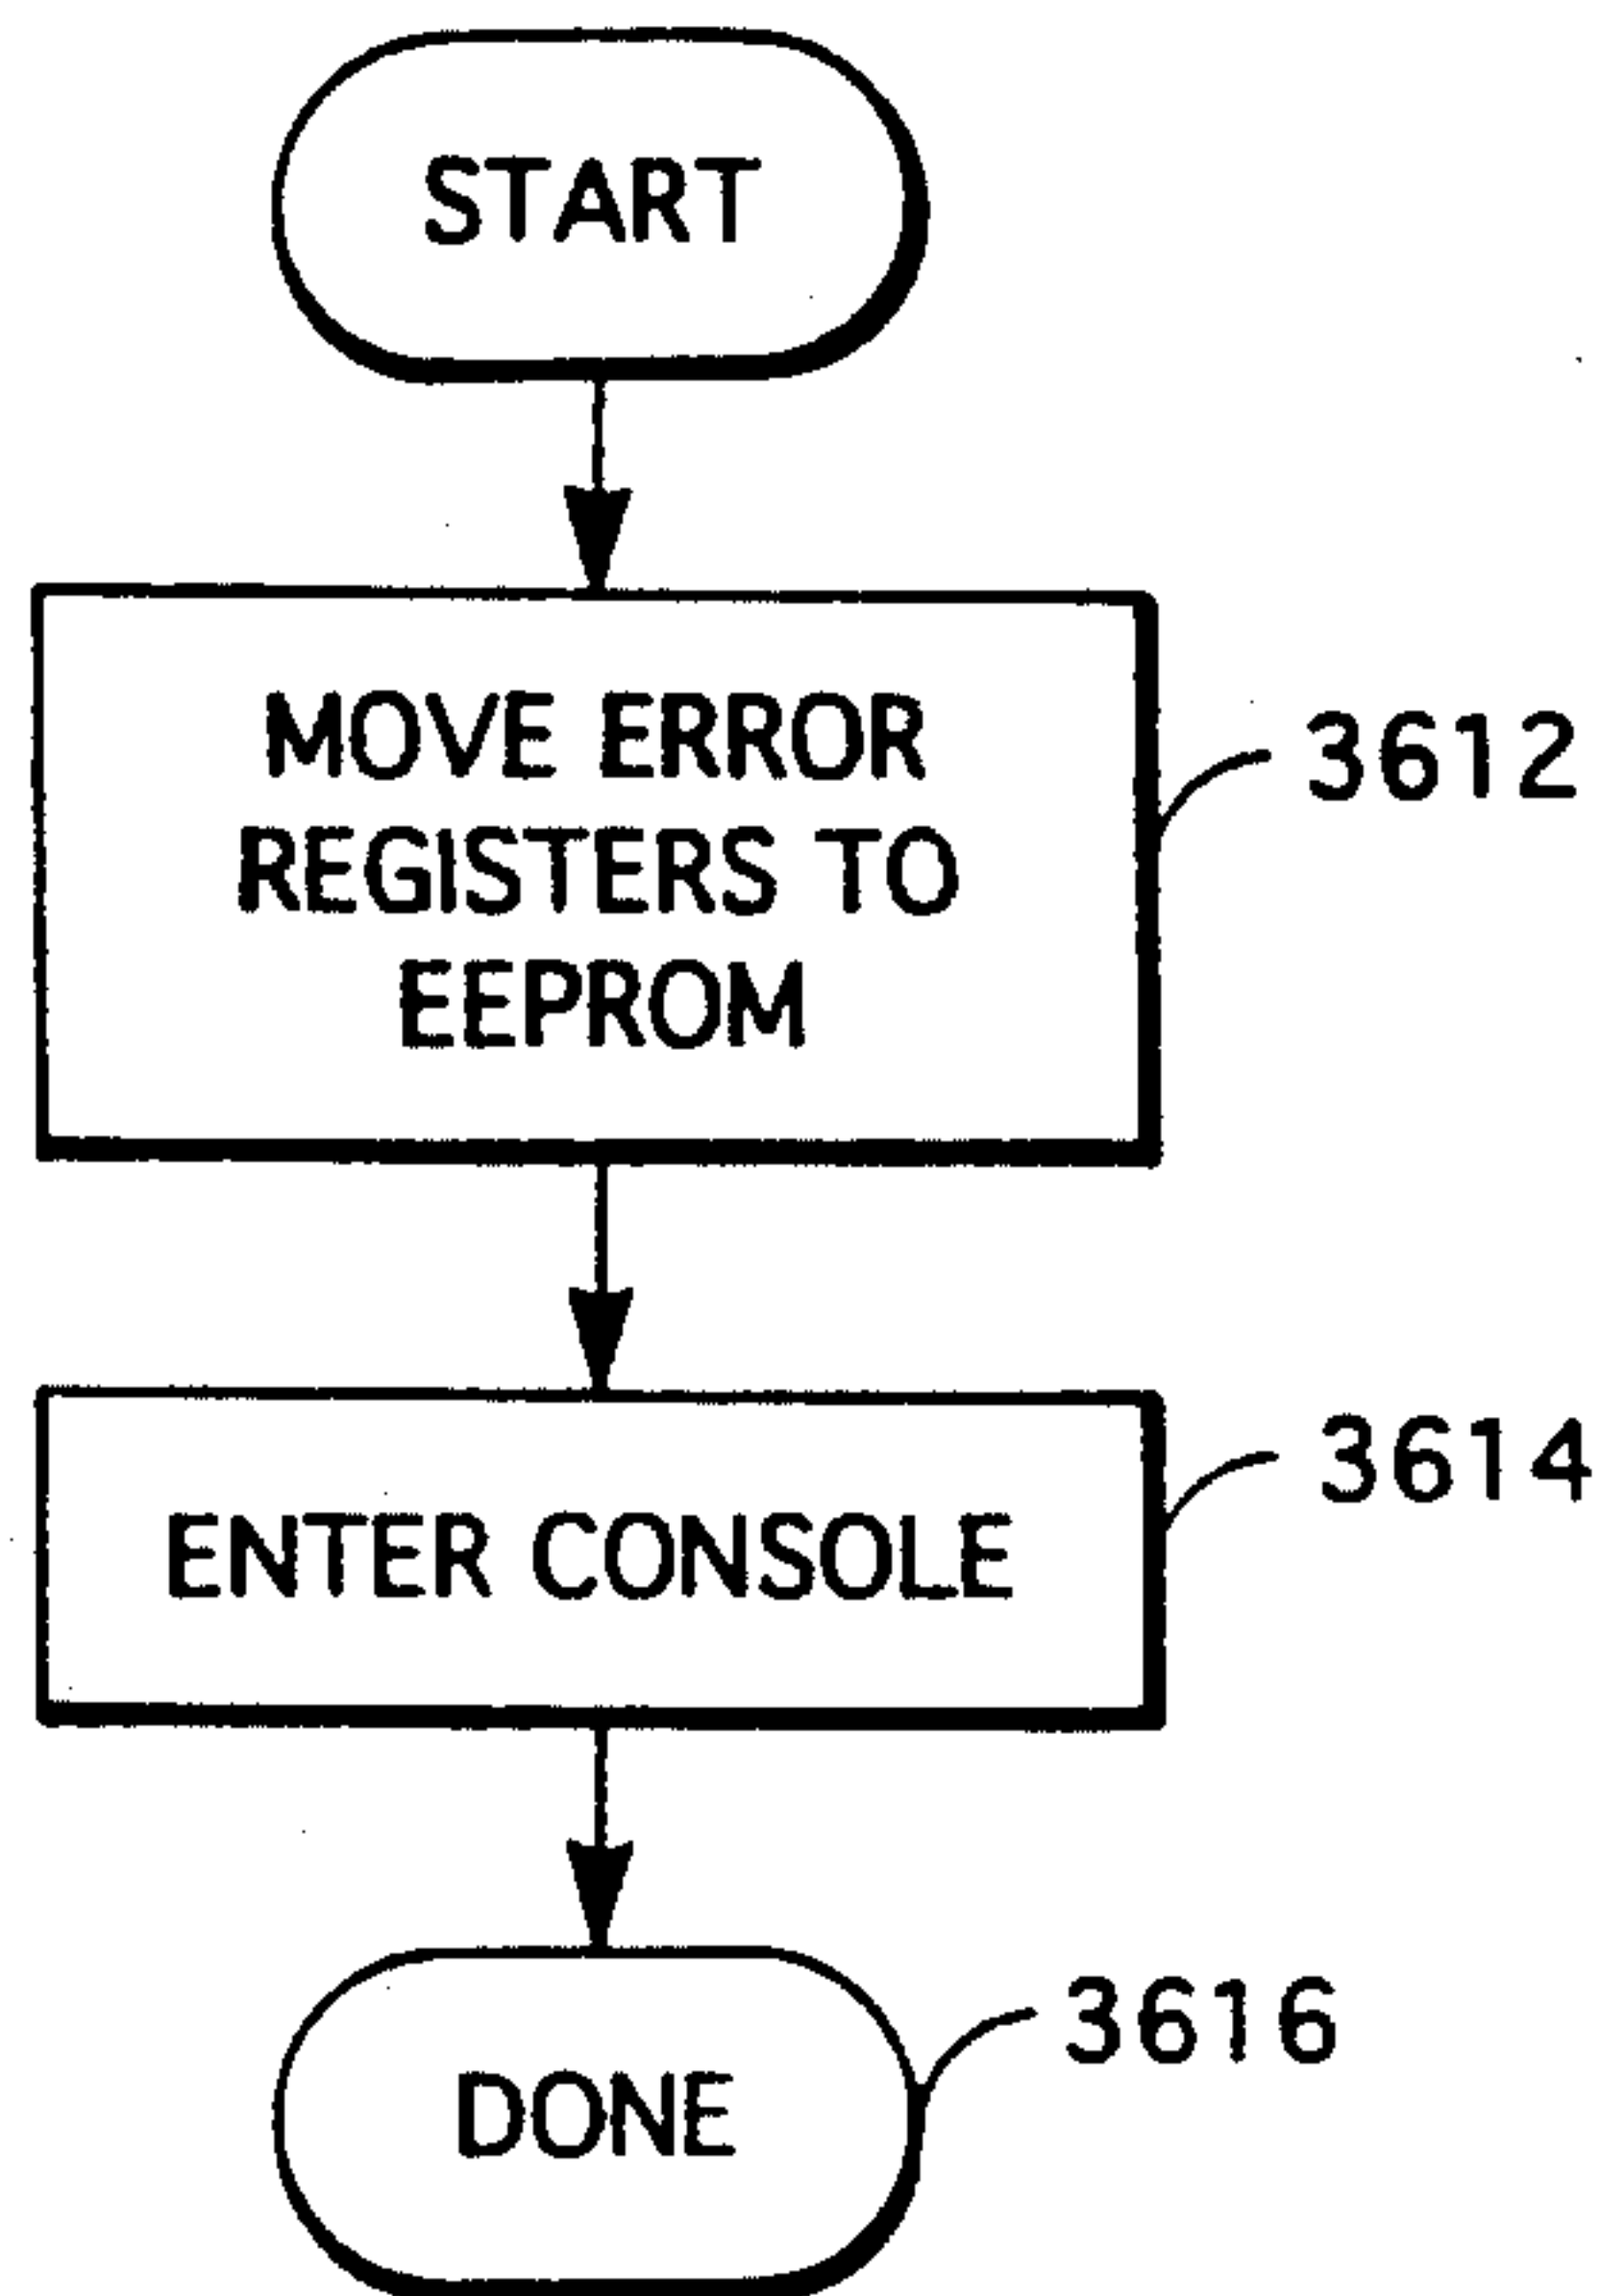 START
MOVE ERROR
REGISTERS TO
EEPROM
3612
ENTER CONSOLE
3614
DONE
3616